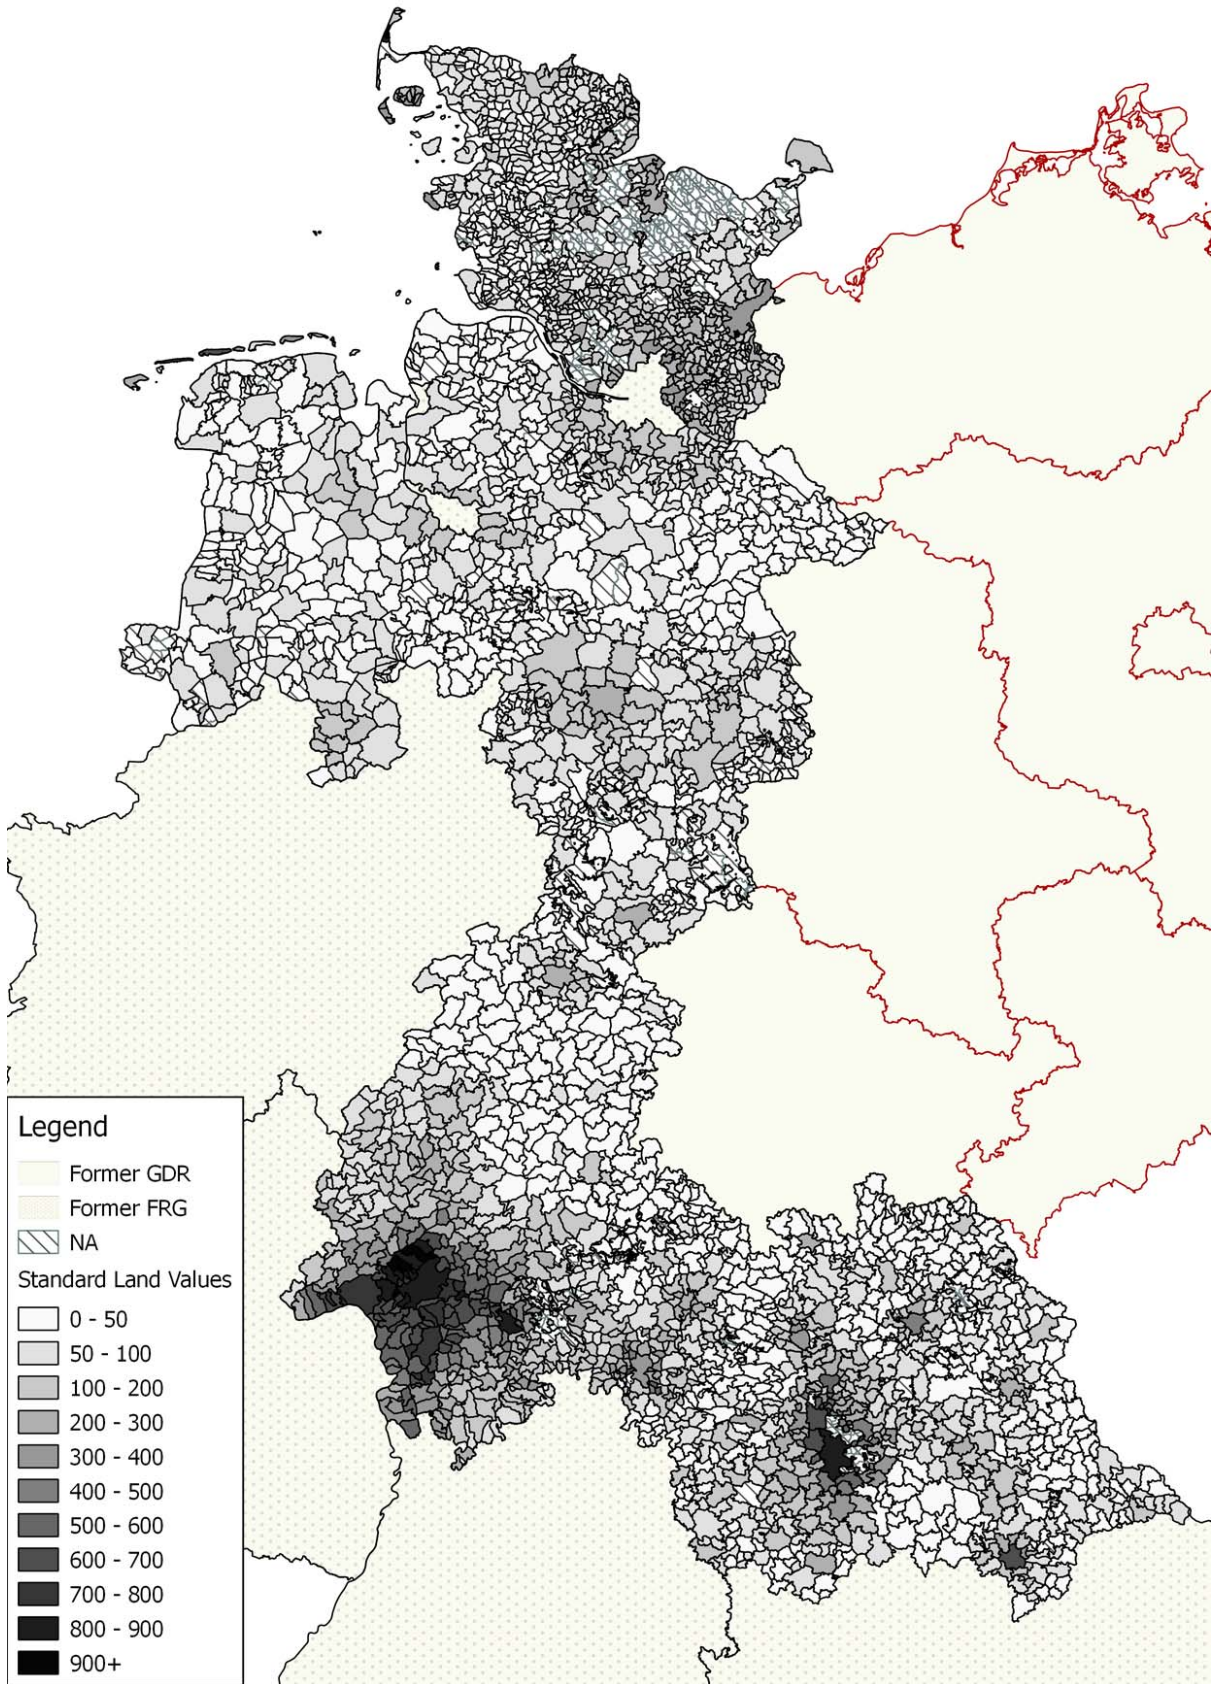 Legend
Former GDR
Former FRG
NA
Standard Land Values
0 - 50
50 - 100
100 - 200
200 - 300
300 - 400
400 - 500
500 - 600
600 - 700
700 - 800
800 - 900
900+